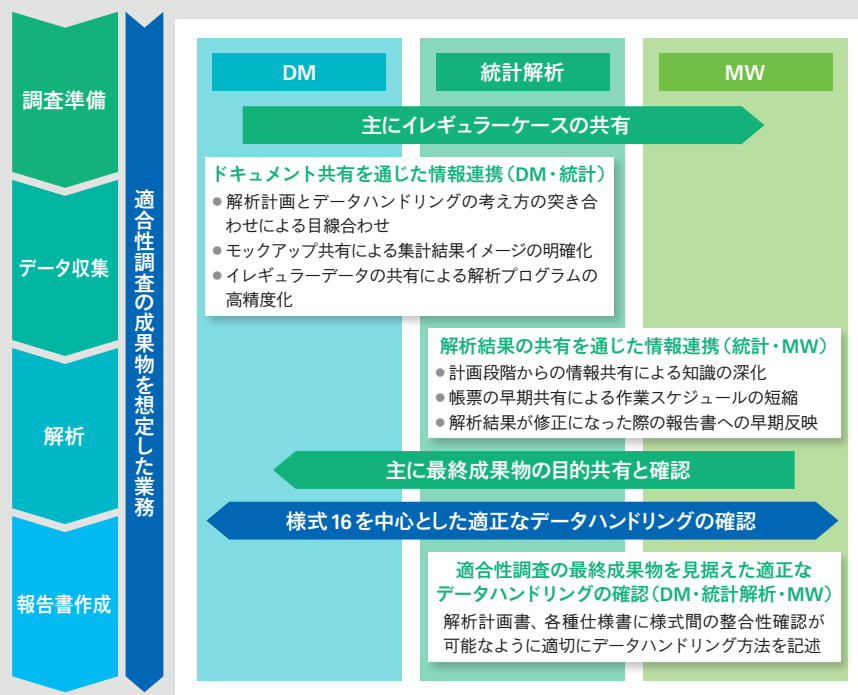 調査準備
データ収集
解析
報告書作成
適合性調査の成果物を想定した業務
DM
統計解析
MW
主にイレギュラーケースの共有
ドキュメント共有を通じた情報連携（DM・統計）
● 解析計画とデータハンドリングの考え方の突き合
わせによる目線合わせ
● モックアップ共有による集計結果イメージの明確化
● イレギュラーデータの共有による解析プログラムの
高精度化
解析結果の共有を通じた情報連携（統計・MW）
● 計画段階からの情報共有による知識の深化
● 帳票の早期共有による作業スケジュールの短縮
● 解析結果が修正になった際の報告書への早期反映
主に最終成果物の目的共有と確認
様式16を中心とした適正なデータハンドリングの確認
適合性調査の最終成果物を見据えた適正な
データハンドリングの確認（DM・統計解析・MW）
解析計画書、各種仕様書に様式間の整合性確認が
可能なように適切にデータハンドリング方法を記述